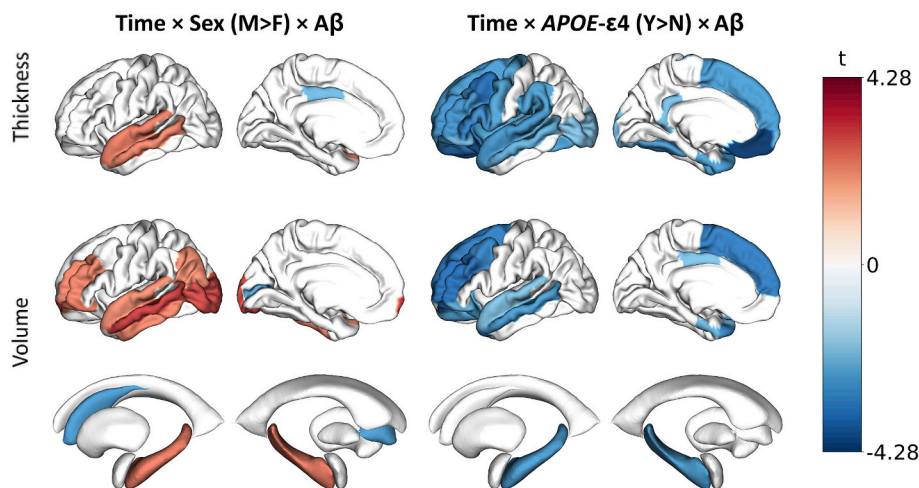 Time × Sex (M>F) × Aβ
Time × APOE-ε4 (Y>N) × Aβ
t
4.28
Thickness
0
Volume
-4.28